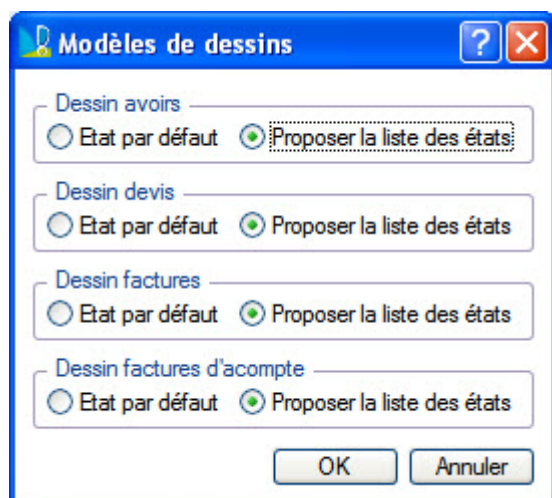 Modèles de dessins
Dessin avoirs
Etat par défaut Proposer la liste des états
Dessin devis
Etat par défaut Proposer la liste des états
Dessin factures
Etat par défaut Proposer la liste des états
Dessin factures d'acompte
Etat par défaut Proposer la liste des états
OK Annuler